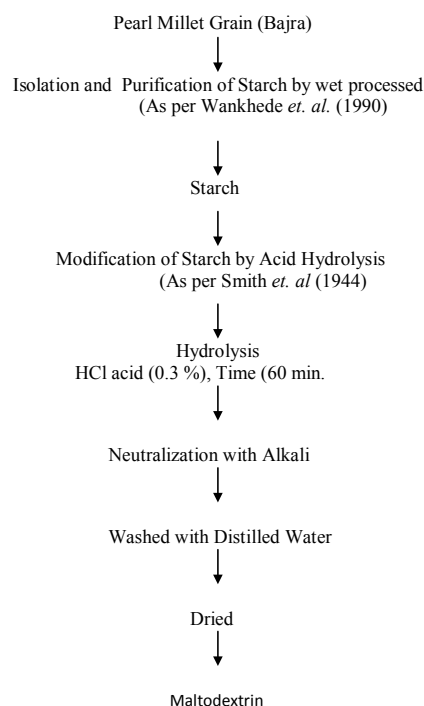 Pearl Millet Grain (Bajra)
Isolation and Purification of Starch by wet processed
(As per Wankhede et. al. (1990)
Starch
Modification of Starch by Acid Hydrolysis
(As per Smith et. al (1944)
Hydrolysis
HCl acid (0.3 %), Time (60 min.
Neutralization with Alkali
Washed with Distilled Water
Dried
Maltodextrin